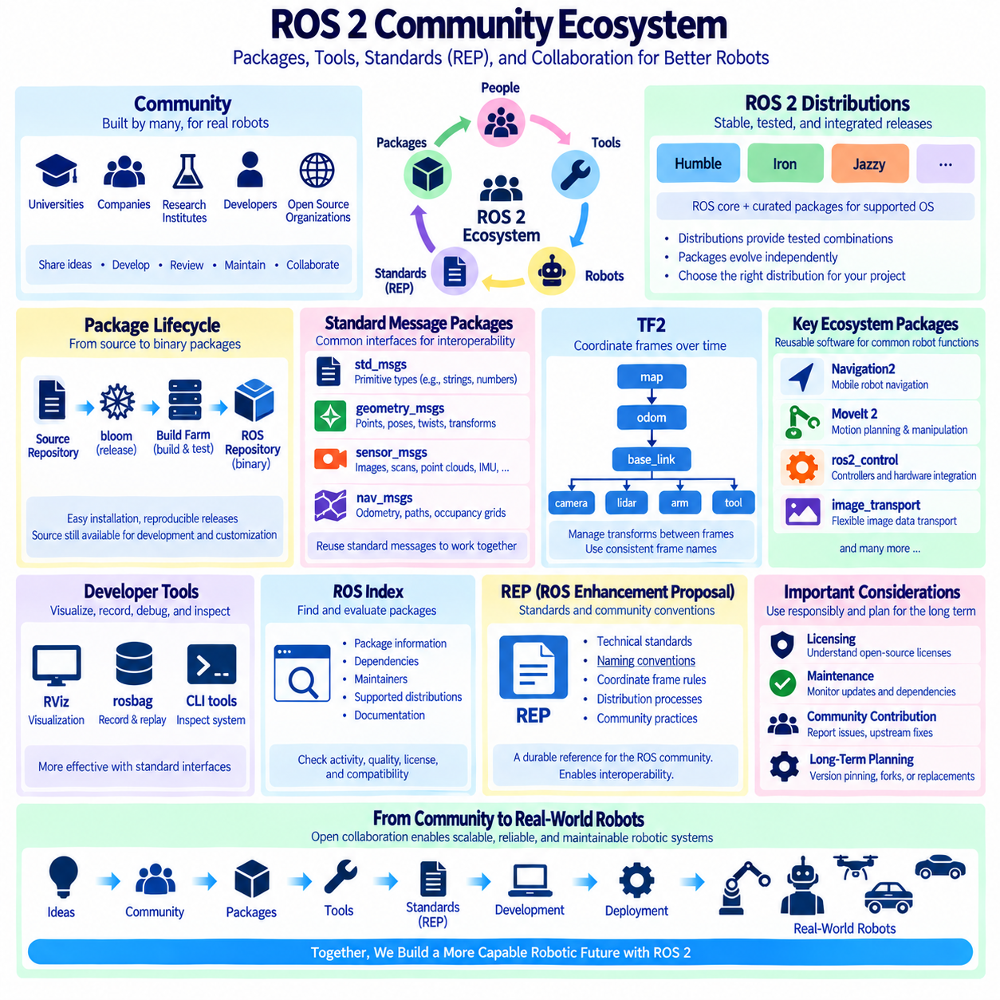 ROS 2 Community Ecosystem
Packages, Tools, Standards (REP), and Collaboration for Better Robots
Community
Built by many, for real robots
Universities
Companies
Research
Institutes
Developers
Open Source
Organizations
Share ideas • Develop • Review • Maintain • Collaborate
People
Tools
Robots
Standards
(REP)
Packages
ROS 2
Ecosystem
ROS 2 Distributions
Stable, tested, and integrated releases
Humble
Iron
Jazzy
...
ROS core + curated packages for supported OS
• Distributions provide tested combinations
• Packages evolve independently
• Choose the right distribution for your project
Package Lifecycle
From source to binary packages
Source
Repository
bloom
(release)
Build Farm
(build & test)
ROS
Repository
(binary)
Easy installation, reproducible releases
Source still available for development and customization
Standard Message Packages
Common interfaces for interoperability
std_msgs
Primitive types (e.g., strings, numbers)
geometry_msgs
Points, poses, twists, transforms
sensor_msgs
Images, scans, point clouds, IMU, ...
nav_msgs
Odometry, paths, occupancy grids
Reuse standard messages to work together
TF2
Coordinate frames over time
map
odom
base_link
camera
lidar
arm
tool
Manage transforms between frames
Use consistent frame names
Key Ecosystem Packages
Reusable software for common robot functions
Navigation2
Mobile robot navigation
MoveIt 2
Motion planning & manipulation
ros2_control
Controllers and hardware integration
image_transport
Flexible image data transport
and many more ...
Developer Tools
Visualize, record, debug, and inspect
RViz
Visualization
rosbag
Record & replay
CLI tools
Inspect system
More effective with standard interfaces
ROS Index
Find and evaluate packages
• Package information
• Dependencies
• Maintainers
• Supported distributions
• Documentation
Check activity, quality, license,
and compatibility
REP (ROS Enhancement Proposal)
Standards and community conventions
REP
• Technical standards
• Naming conventions
• Coordinate frame rules
• Distribution processes
• Community practices
A durable reference for the ROS community.
Enables interoperability.
Important Considerations
Use responsibly and plan for the long term
Licensing
Understand open-source licenses
Maintenance
Monitor updates and dependencies
Community Contribution
Report issues, upstream fixes
Long-Term Planning
Version pinning, forks, or replacements
From Community to Real-World Robots
Open collaboration enables scalable, reliable, and maintainable robotic systems
Ideas
Community
Packages
Tools
Standards
(REP)
Development
Deployment
Real-World Robots
Together, We Build a More Capable Robotic Future with ROS 2